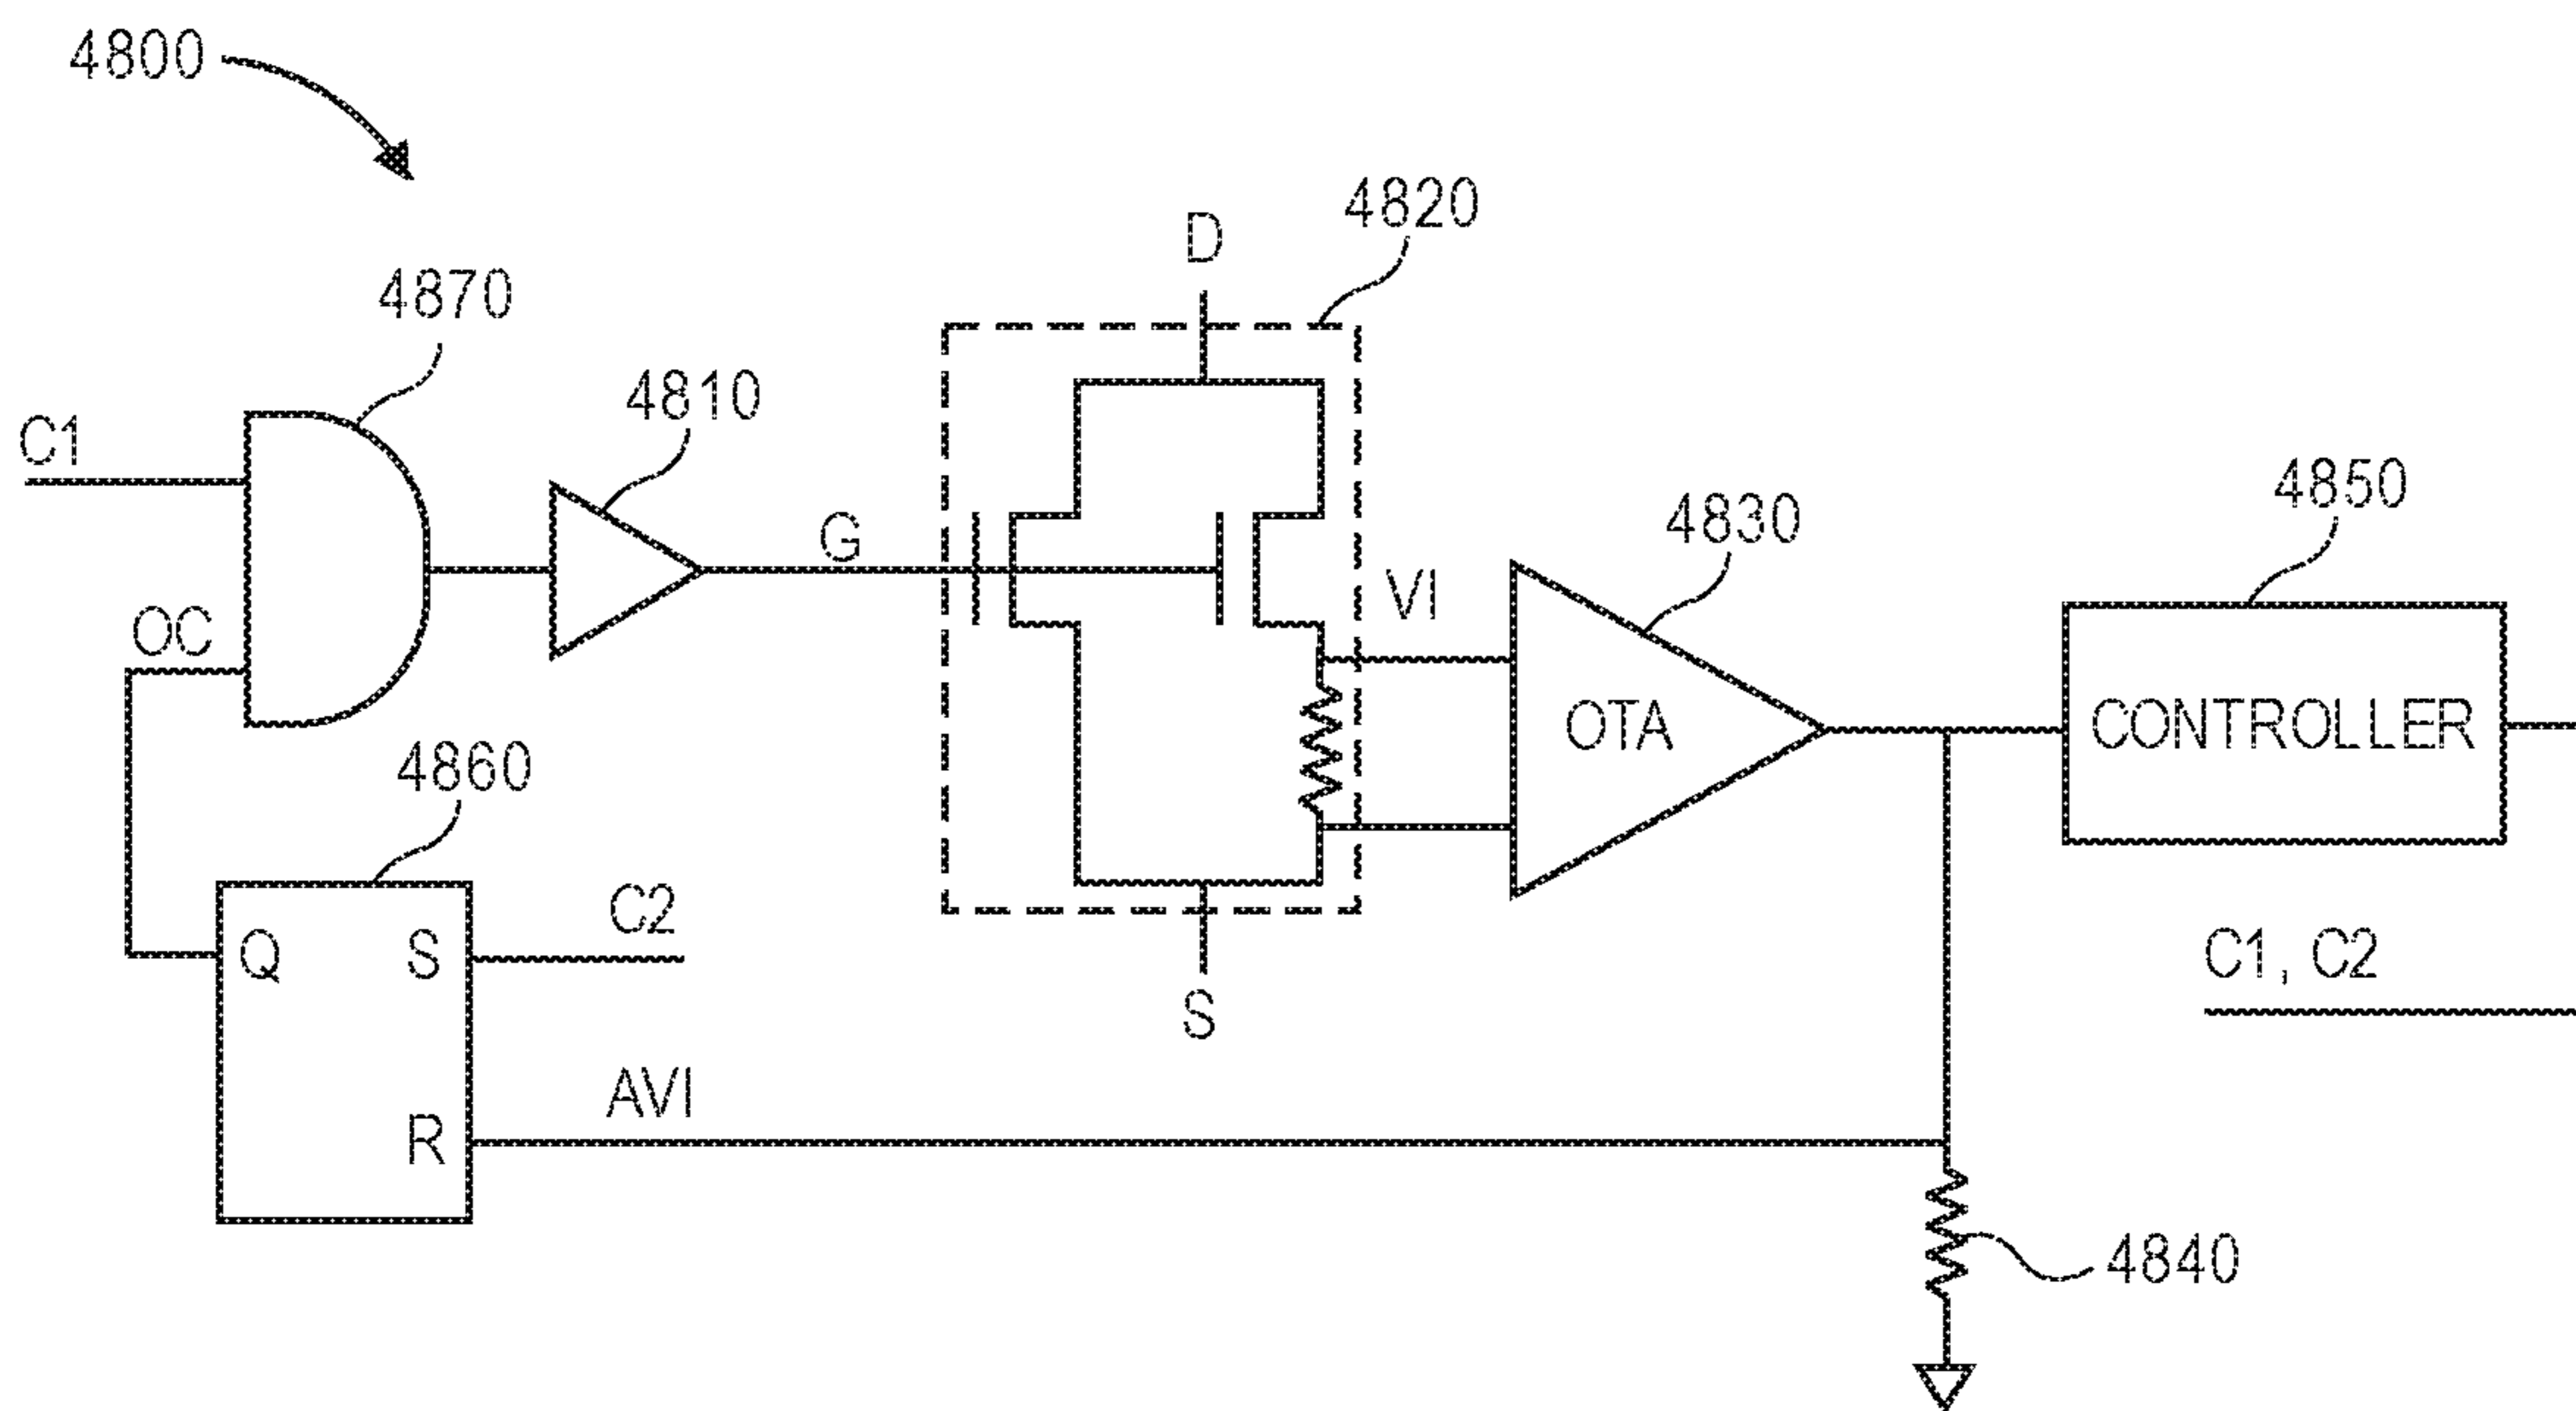 4800
4820
D
4870
4810
C1
4850
4830
G
VI
OC
OTA
CONTROLLER
4860
C2
Q
S
C1, C2
S
AVI
R
4840